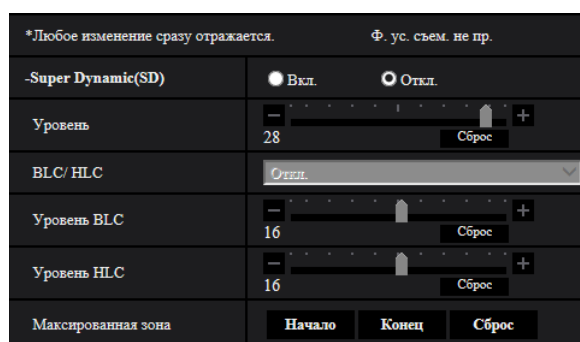 *Любое изменение сразу отражается. Ф. ус. съем. не пр.
-Super Dynamic(SD) Вкл. Откл.
Уровень
28 Сброс
BLC/ HLC Откл.
Уровень BLC
16 Сброс
Уровень HLC
16 Сброс
Максированная зона Начало Конец Сброс